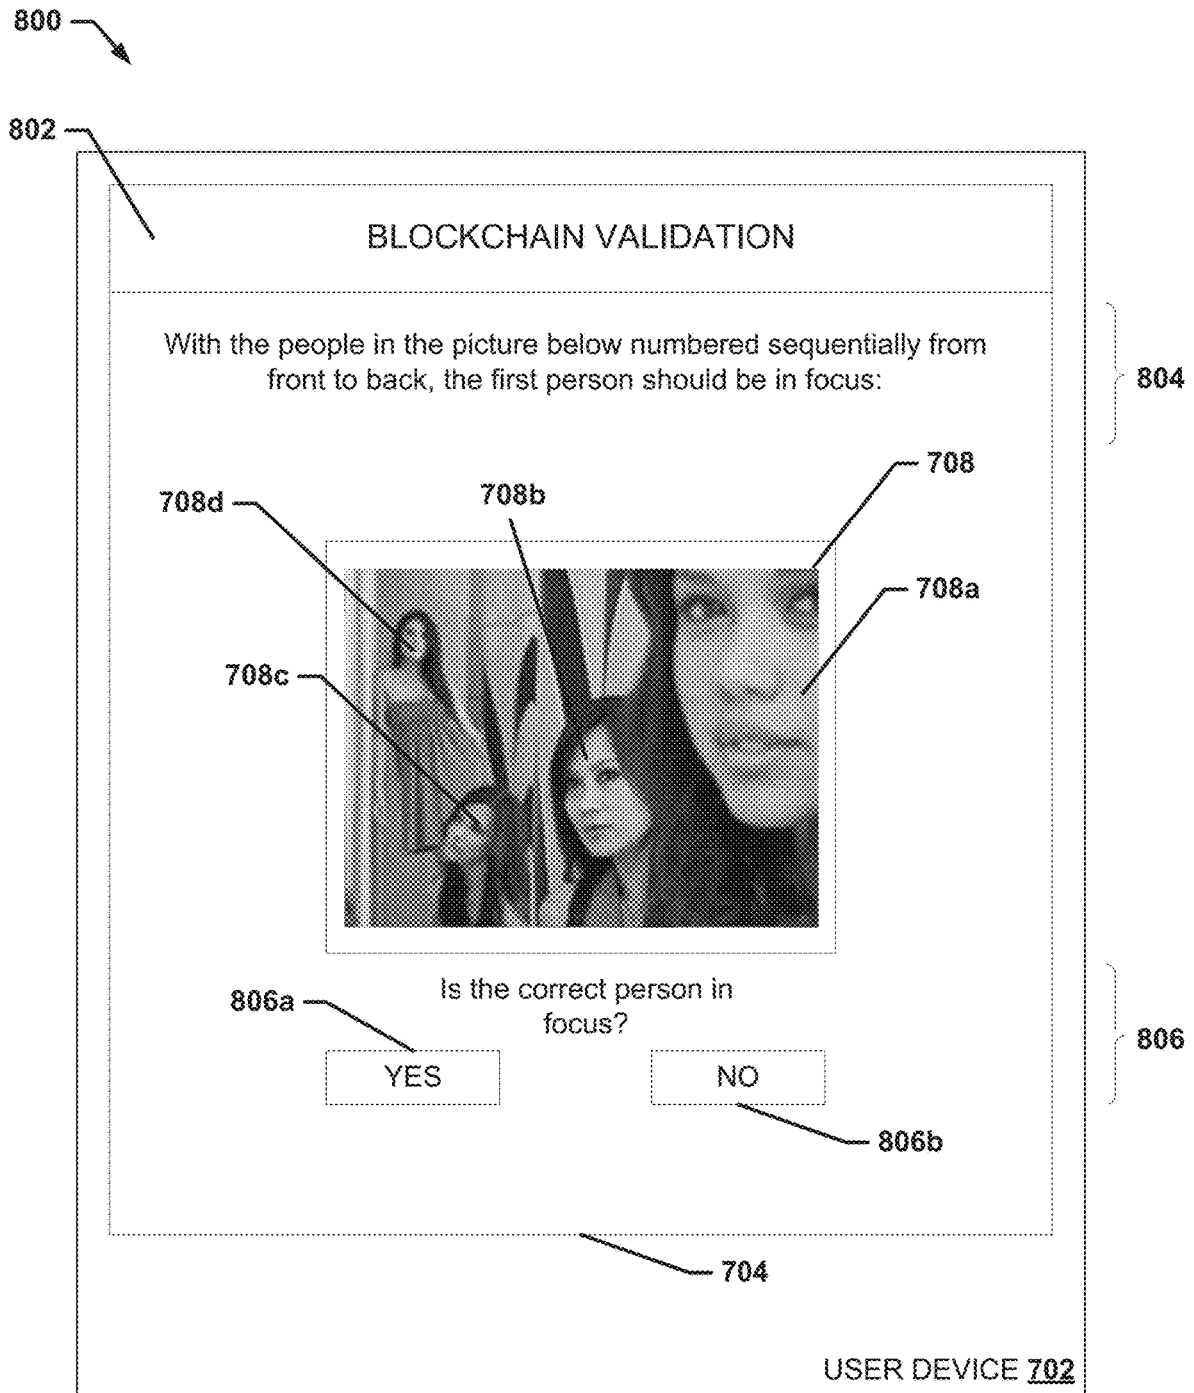 800
802
BLOCKCHAIN VALIDATION
With the people in the picture below numbered sequentially from
front to back, the first person should be in focus:
804
708
708d
708b
708a
708c
Is the correct person in
focus?
806a
806
YES
NO
806b
704
USER DEVICE 702